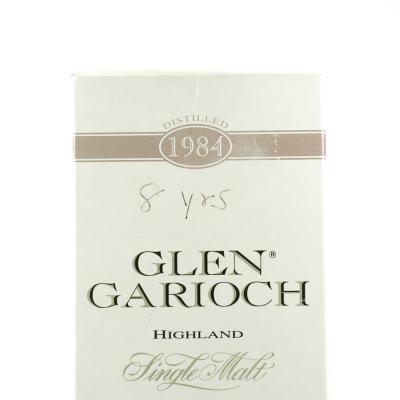 DISTILLED
1984
8 yrs
GLEN®
GARIOCH
HIGHLAND
Single Malt